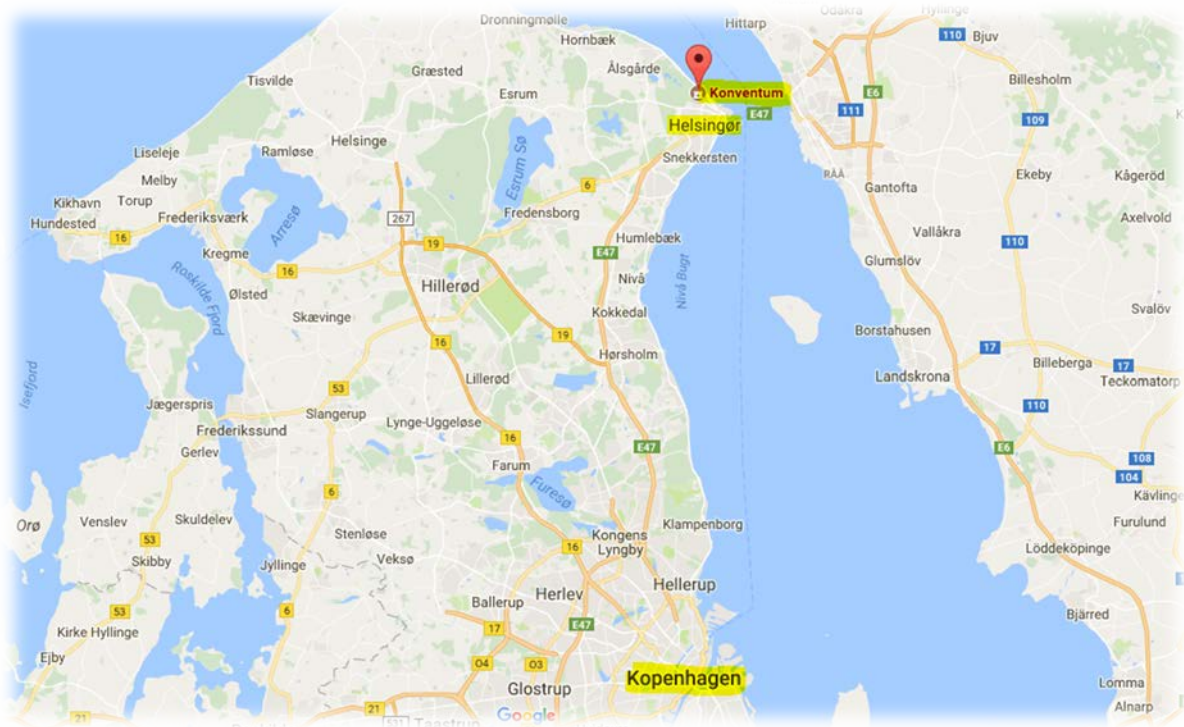 Dronningmølle
Hittarp
Ödåkra
Hyllinge
110
Bjuv
Hornbæk
Tisvilde
Græsted
Ålsgårde
E6
Billesholm
Esrum
Konventum
111
109
E47
Helsingør
Helsinge
Liseleje
Ramløse
Snekkersten
RÅÅ
Ekeby
Kågeröd
Melby
Esrum Sø
6
Gantofta
Kikhavn
Torup
Frederiksværk
Arresø
267
Fredensborg
Axelvold
Hundested
16
19
Humlebæk
Vallåkra
110
Kregme
E47
Glumslöv
16
Roskilde Fjord
Nivå
Nivå Bugt
Ølsted
Hillerød
Kokkedal
Svalöv
Skævinge
Borstahusen
16
19
17
Hørsholm
Billeberga
17
Isefjord
Lillerød
Landskrona
Teckomatorp
53
Jægerspris
Slangerup
110
Lynge-Uggeløse
Frederikssund
16
E47
E6
Gerlev
Farum
108
104
6
Furesø
Kävlinge
Orø
Venslev
Skuldelev
Klampenborg
Furulund
Stenløse
Kongens
Lyngby
53
16
Löddeköpinge
Skibby
Jyllinge
Veksø
Hellerup
Herlev
Ballerup
53
6
Bjärred
Kirke Hyllinge
17
E47
Ejby
O4
O3
Kopenhagen
Glostrup
Lomma
21
Google
Alnarp
531
Taastrup